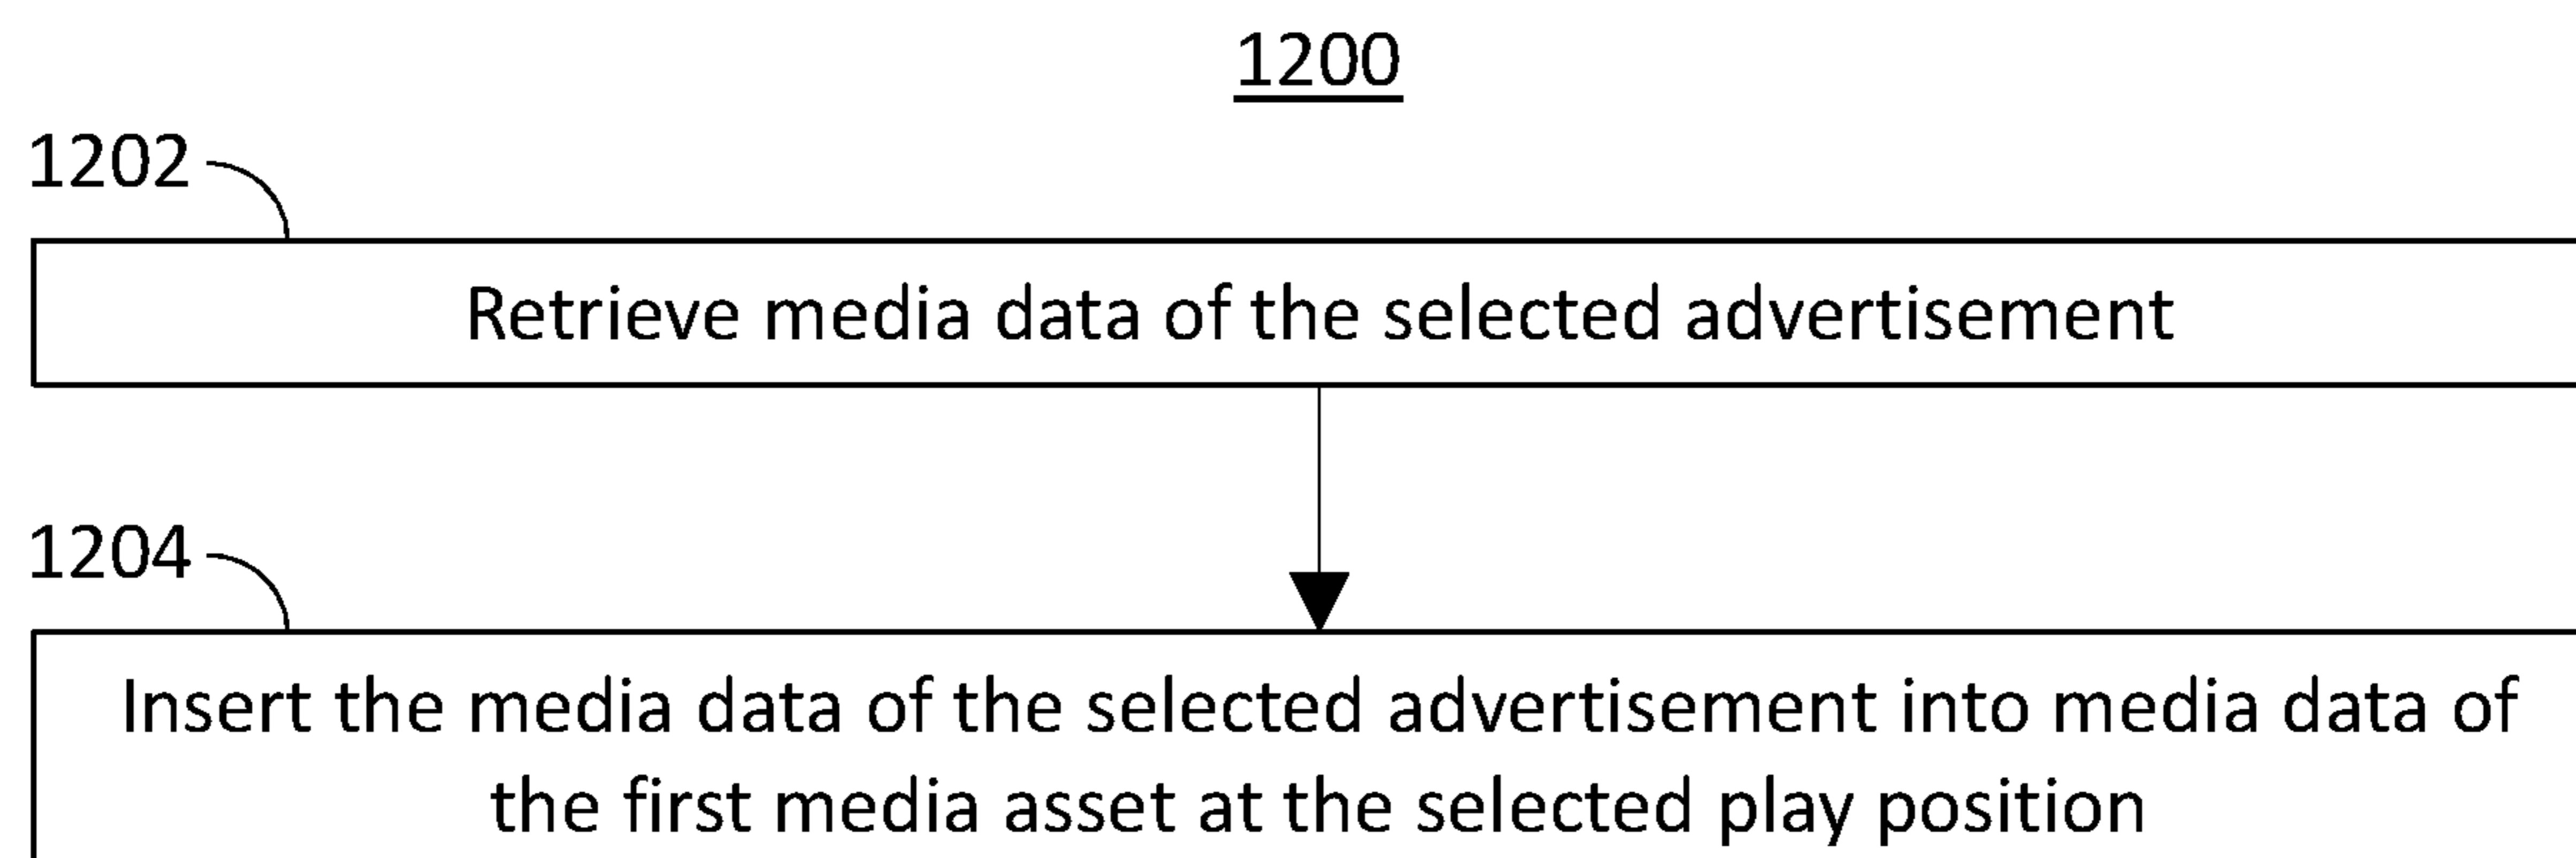 1200
1202
Retrieve media data of the selected advertisement
1204
Insert the media data of the selected advertisement into media data of
the first media asset at the selected play position